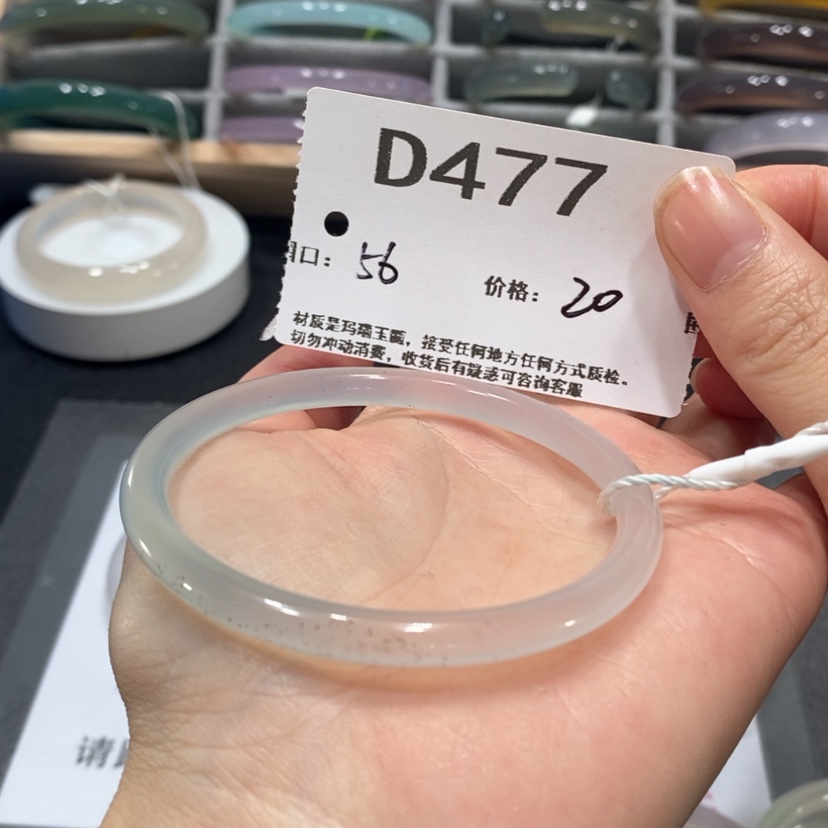 D477
圈口： 56 价格： 20
材质是玛瑙玉髓，接受任何地方任何方式质检。
切勿冲动消费，收货后有疑惑可咨询客服
请